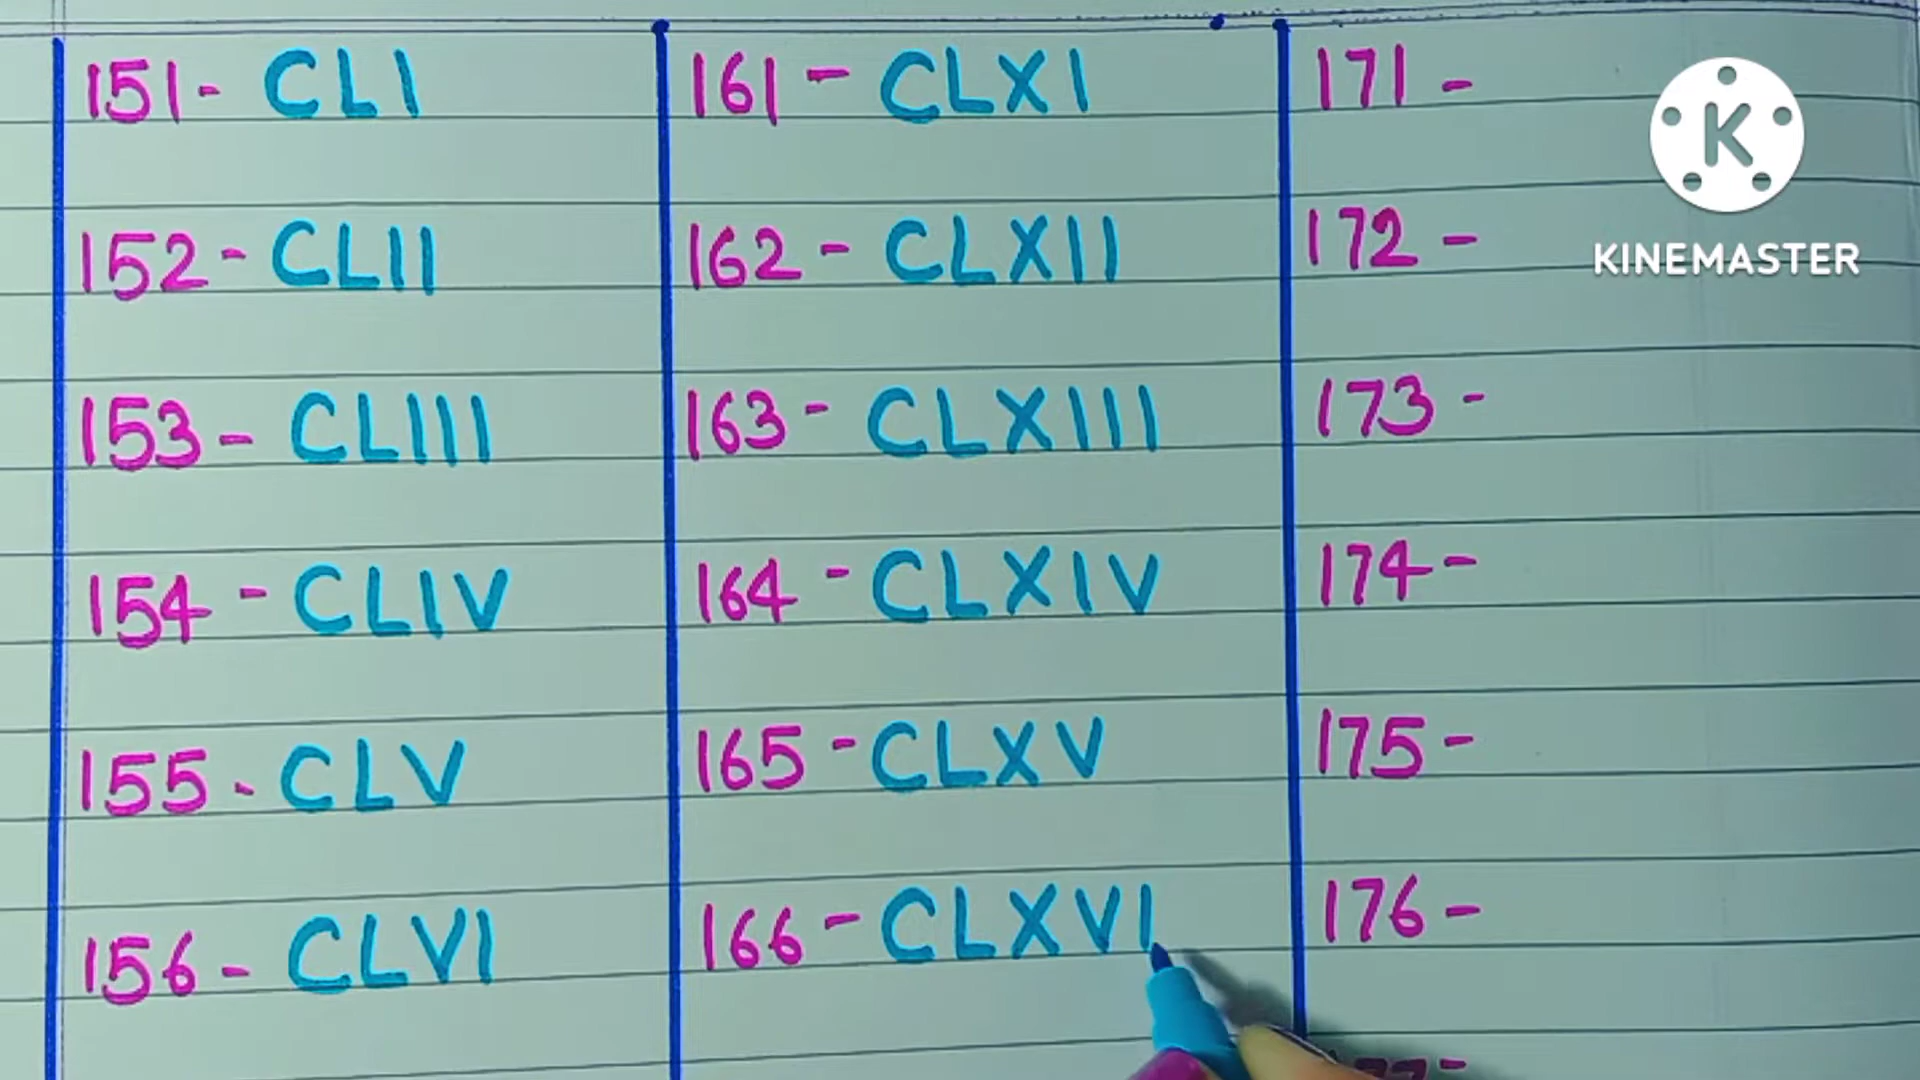 151- CLI
152- CLII
153- CLIII
154- CLIV
155- CLV
156- CLVI
161- CLXI
162- CLXII
163- CLXIII
164- CLXIV
165- CLXV
166- CLXVI
171-
172-
173-
174-
175-
176-
K
KINEMASTER